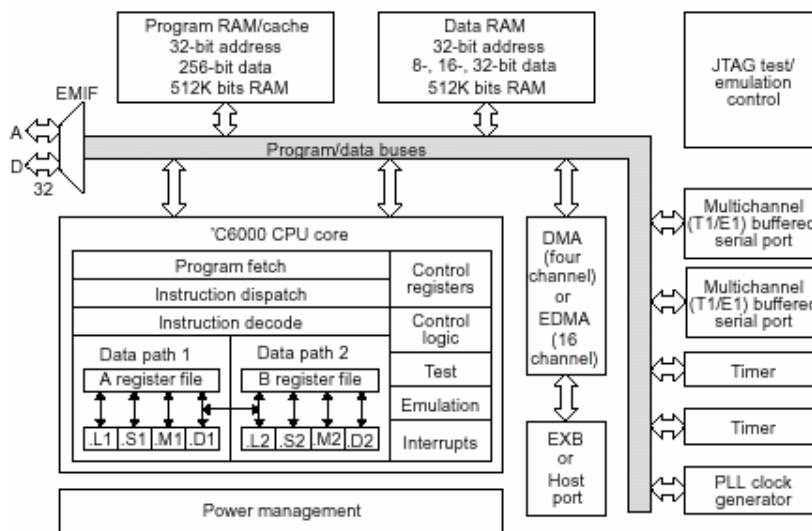 Program RAM/cache
32-bit address
256-bit data
512K bits RAM
Data RAM
32-bit address
8-, 16-, 32-bit data
512K bits RAM
JTAG test/
emulation
control
EMIF
A
D
32
Program/data buses
'C6000 CPU core
Program fetch
Instruction dispatch
Instruction decode
Control
registers
Control
logic
Test
Emulation
Interrupts
Data path 1
A register file
.L1 .S1 .M1 .D1
Data path 2
B register file
.L2 .S2 .M2 .D2
Power management
DMA
(four
channel)
or
EDMA
(16
channel)
EXB
or
Host
port
Multichannel
(T1/E1) buffered
serial port
Multichannel
(T1/E1) buffered
serial port
Timer
Timer
PLL clock
generator